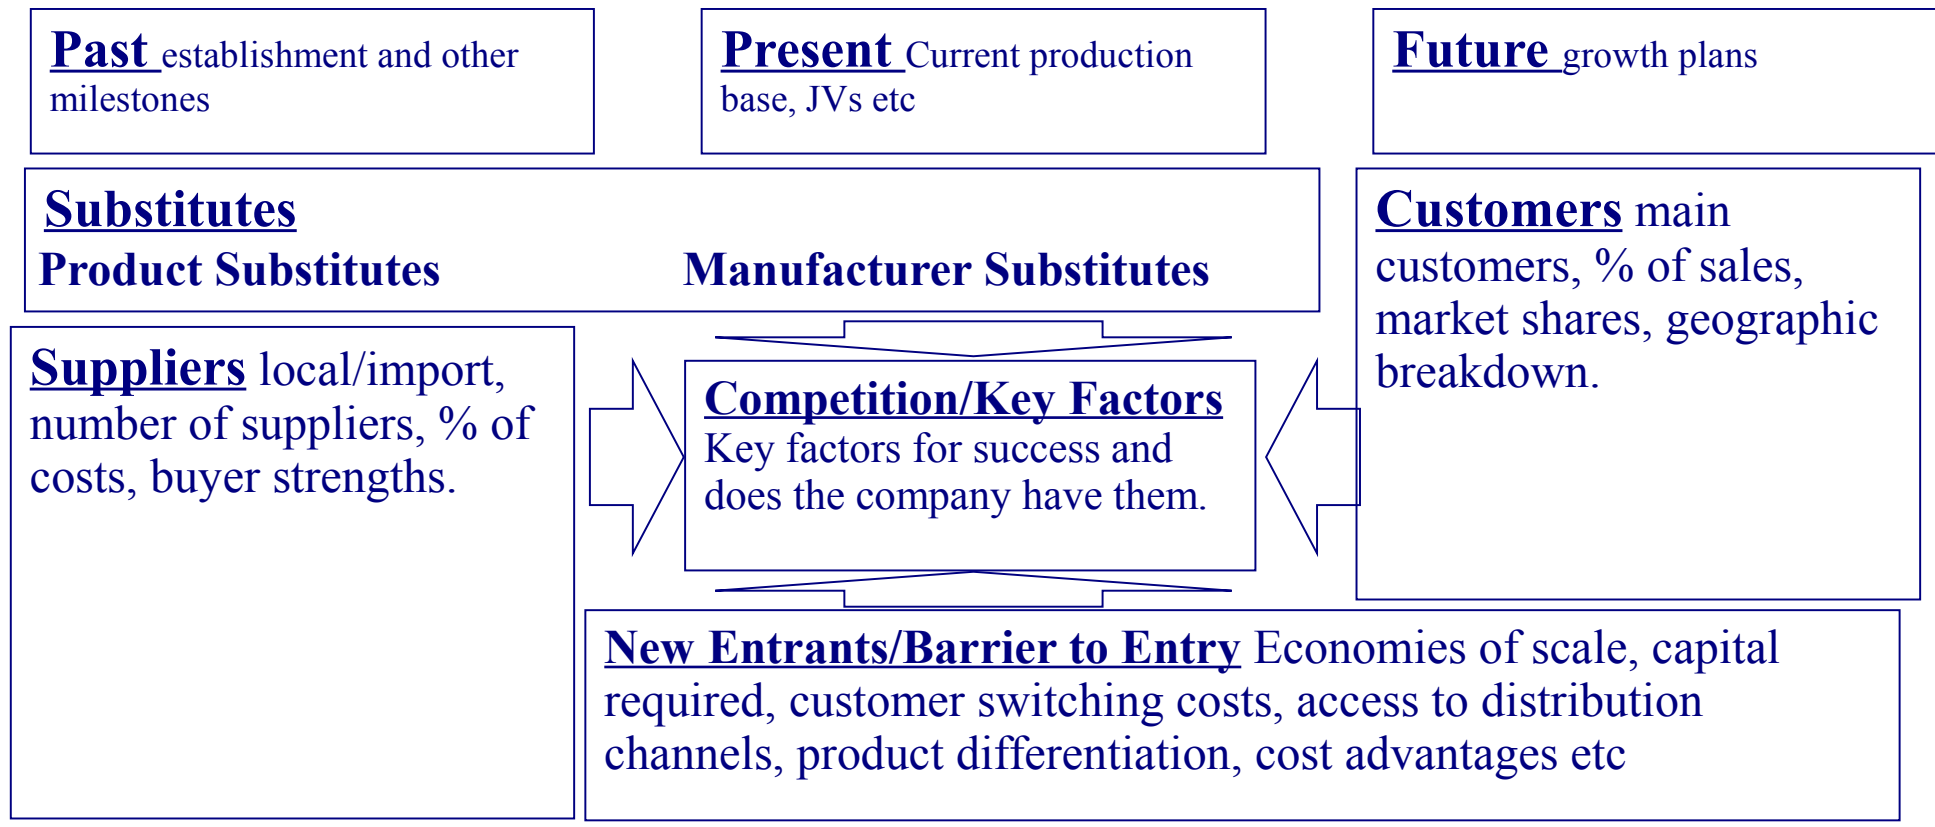 Past establishment and other
milestones
Present Current production
base, JVs etc
Future growth plans
Substitutes
Product Substitutes Manufacturer Substitutes
Customers main
customers, % of sales,
market shares, geographic
breakdown.
Suppliers local/import,
number of suppliers, % of
costs, buyer strengths.
Competition/Key Factors
Key factors for success and
does the company have them.
New Entrants/Barrier to Entry Economies of scale, capital
required, customer switching costs, access to distribution
channels, product differentiation, cost advantages etc